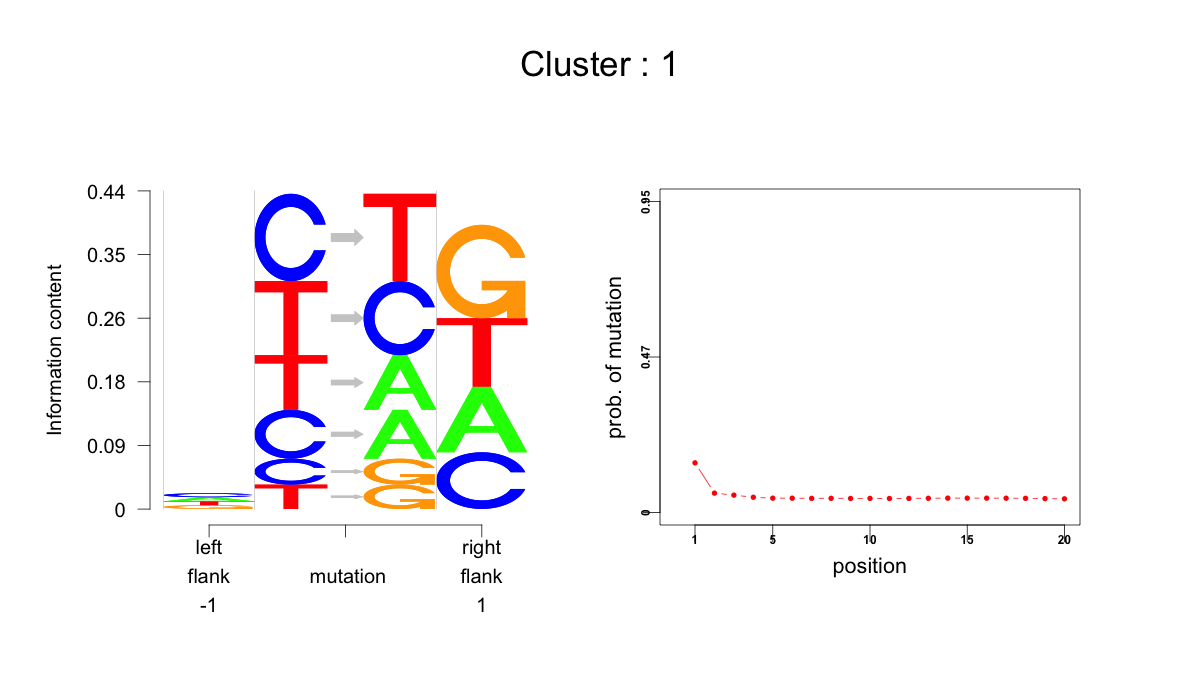 Cluster : 1
Information content
0.44
0.35
0.26
0.18
0.09
0
C T G
T C T
T A A
C A C
C G
T G
C
A
T
G
left
flank
-1
mutation
right
flank
1
prob. of mutation
0.95
0.47
0
1 5 10 15 20
position